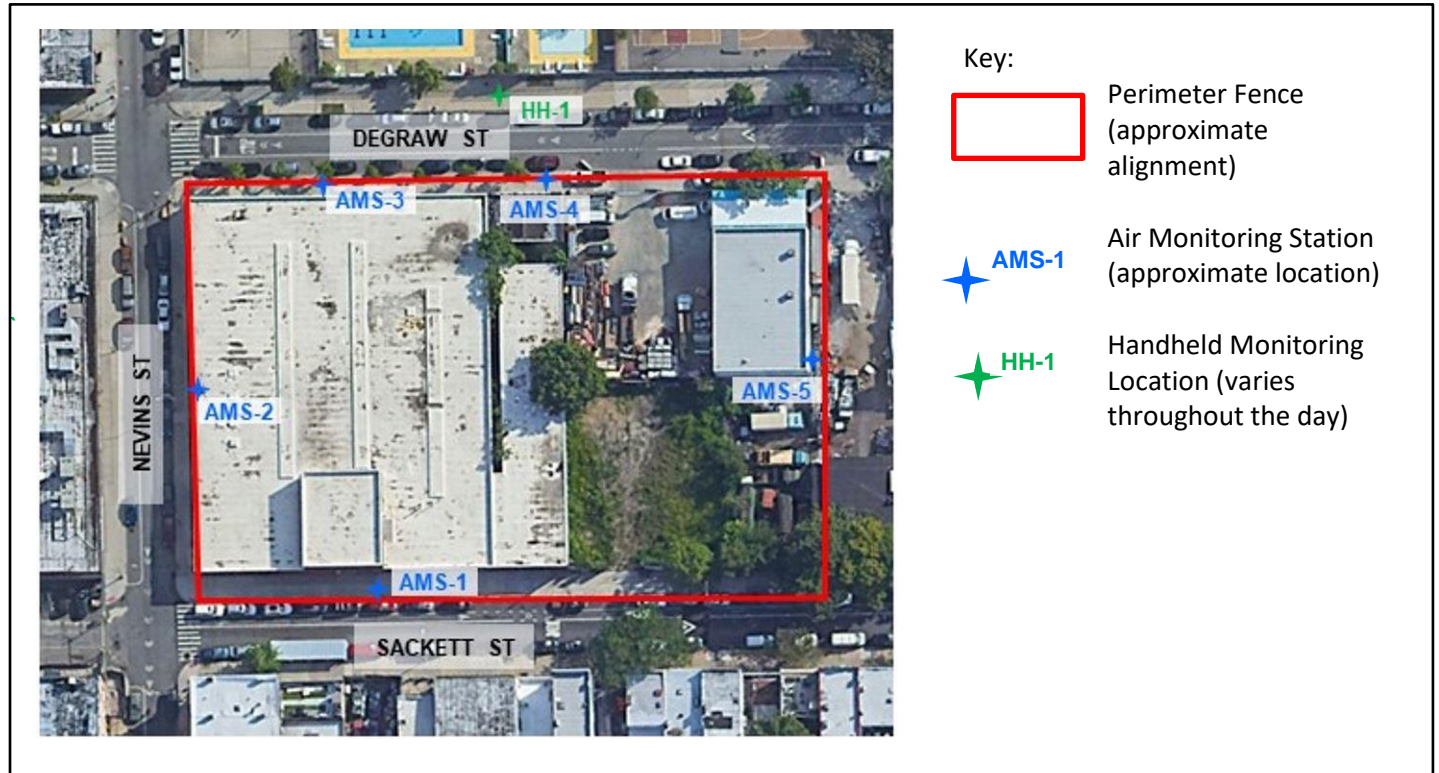 HH-1
DEGRAW ST
AMS-3
AMS-4
NEVINS ST
AMS-2
AMS-5
AMS-1
SACKETT ST
Key:
Perimeter Fence
(approximate
alignment)
AMS-1
Air Monitoring Station
(approximate location)
HH-1
Handheld Monitoring
Location (varies
throughout the day)